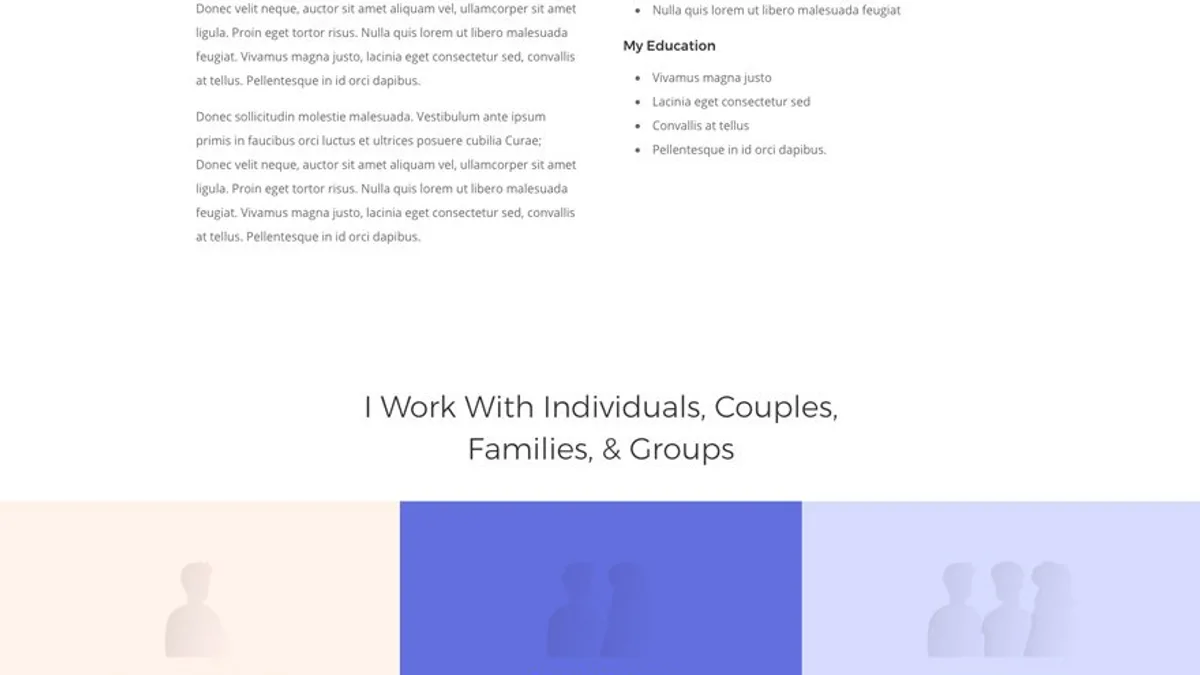 Donec velit neque, auctor sit amet aliquam vel, ullamcorper sit amet
ligula. Proin eget tortor risus. Nulla quis lorem ut libero malesuada
feugiat. Vivamus magna justo, lacinia eget consectetur sed, convallis
at tellus. Pellentesque in id orci dapibus.
Donec sollicitudin molestie malesuada. Vestibulum ante ipsum
primis in faucibus orci luctus et ultrices posuere cubilia Curae;
Donec velit neque, auctor sit amet aliquam vel, ullamcorper sit amet
ligula. Proin eget tortor risus. Nulla quis lorem ut libero malesuada
feugiat. Vivamus magna justo, lacinia eget consectetur sed, convallis
at tellus. Pellentesque in id orci dapibus.
Nulla quis lorem ut libero malesuada feugiat
My Education
Vivamus magna justo
Lacinia eget consectetur sed
Convallis at tellus
Pellentesque in id orci dapibus.
I Work With Individuals, Couples,
Families, & Groups